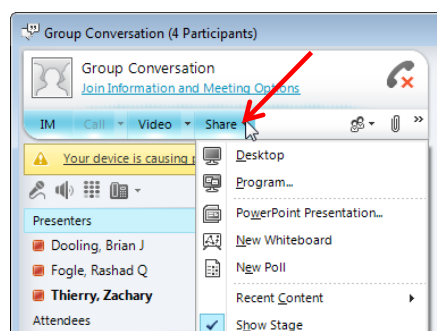 Group Conversation (4 Participants)
Group Conversation
Join Information and Meeting Options
IM Call Video Share
Your device is causing
Desktop
Program...
PowerPoint Presentation...
New Whiteboard
New Poll
Recent Content
Show Stage
Presenters
Dooling, Brian J
Fogle, Rashad Q
Thierry, Zachary
Attendees